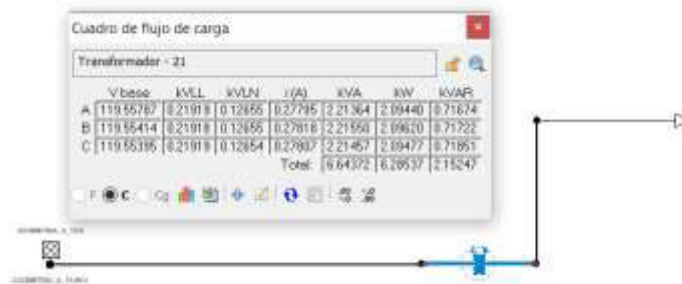 Cuadro de flujo de carga
Transformador - 21
V base kVLL kVLN i(A) kVA kW kVAR
A 119.55787 0.21918 0.12655 0.27785 2.21364 2.09440 0.71674
B 119.55414 0.21918 0.12655 0.27816 2.21550 2.09620 0.71722
C 119.55395 0.21918 0.12654 0.27807 2.21457 2.09477 0.71851
Total: 6.64372 6.28537 2.15247
F C Cg